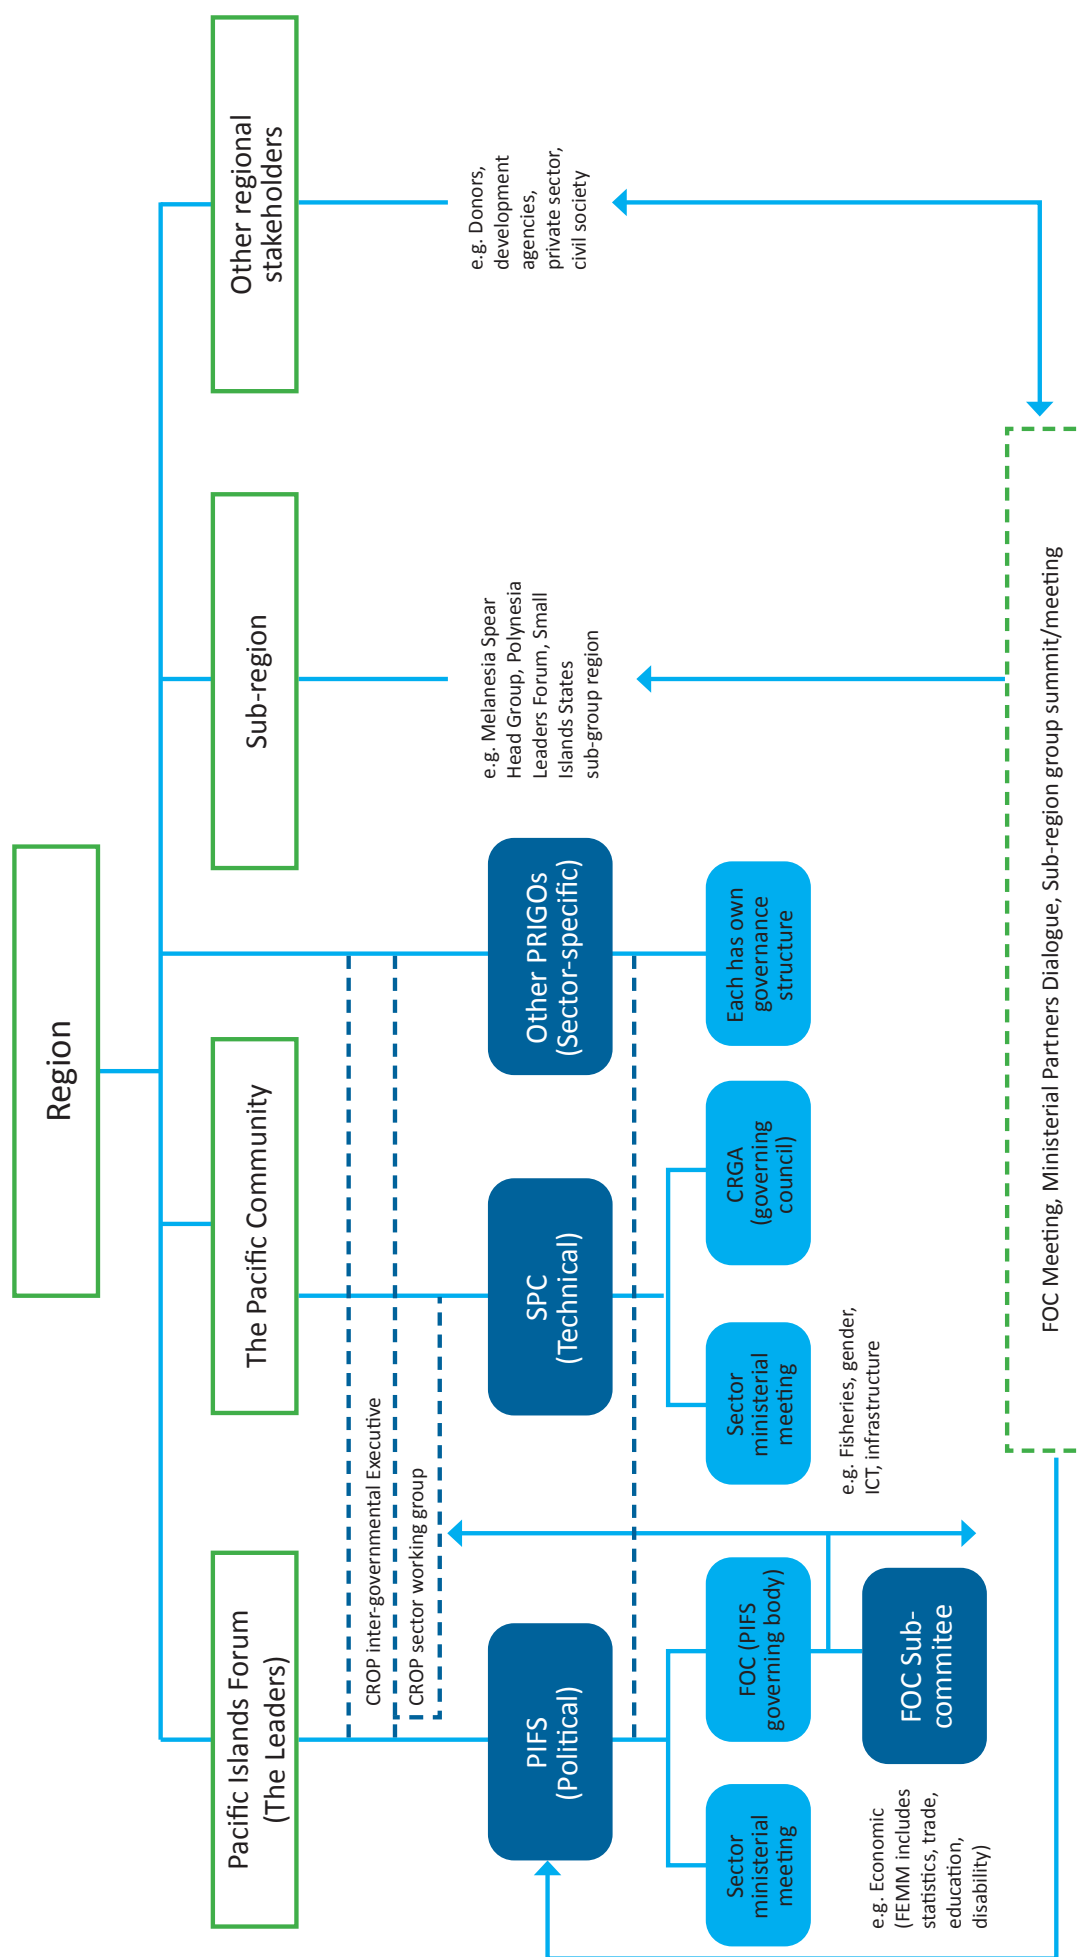 Region
Pacific Islands Forum
(The Leaders)
The Pacific Community
Sub-region
Other regional
stakeholders
CROP inter-governmental Executive
CROP sector working group
e.g. Melanesia Spear
Head Group, Polynesia
Leaders Forum, Small
Islands States
sub-group region
e.g. Donors,
development
agencies,
private sector,
civil society
PIFS
(Political)
SPC
(Technical)
Other PRIGOs
(Sector-specific)
Sector
ministerial
meeting
FOC (PIFS
governing body)
Sector
ministerial
meeting
CRGA
(governing
council)
Each has own
governance
structure
e.g. Economic
(FEMM includes
statistics, trade,
education,
disability)
FOC Sub-
commitee
e.g. Fisheries, gender,
ICT, infrastructure
FOC Meeting, Ministerial Partners Dialogue, Sub-region group summit/meeting